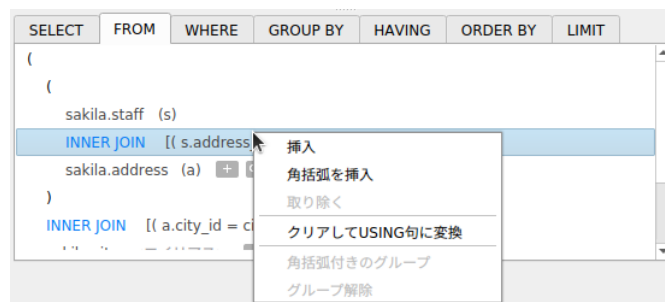 SELECT FROM WHERE GROUP BY HAVING ORDER BY LIMIT
(
(
sakila.staff (s)
INNER JOIN [( s.address
sakila.address (a) +
)
INNER JOIN [( a.city_id = ci
挿入
角括弧を挿入
取り除く
クリアしてUSING句に変換
角括弧付きのグループ
グループ解除